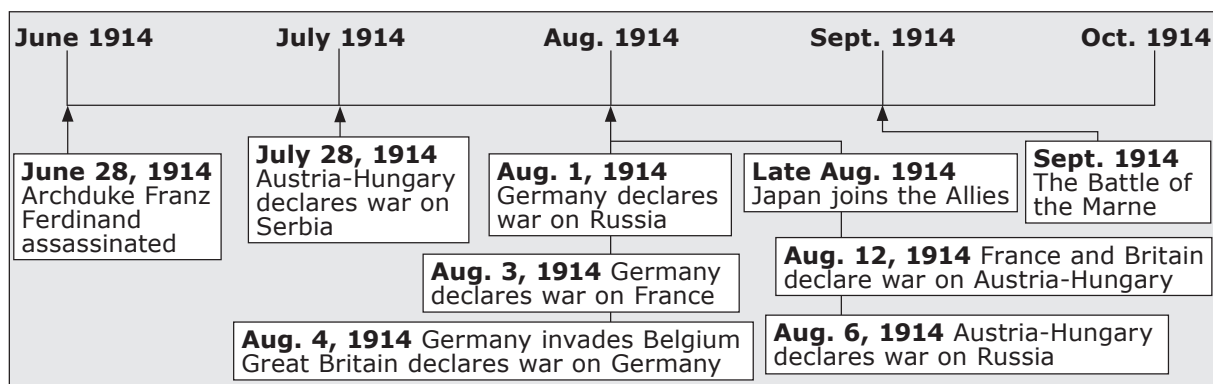 June 1914
July 1914
Aug. 1914
Sept. 1914
Oct. 1914
June 28, 1914
Archduke Franz
Ferdinand
assassinated
July 28, 1914
Austria-Hungary
declares war on
Serbia
Aug. 1, 1914
Germany declares
war on Russia
Late Aug. 1914
Japan joins the Allies
Sept. 1914
The Battle of
the Marne
Aug. 3, 1914 Germany
declares war on France
Aug. 12, 1914 France and Britain
declare war on Austria-Hungary
Aug. 4, 1914 Germany invades Belgium
Great Britain declares war on Germany
Aug. 6, 1914 Austria-Hungary
declares war on Russia